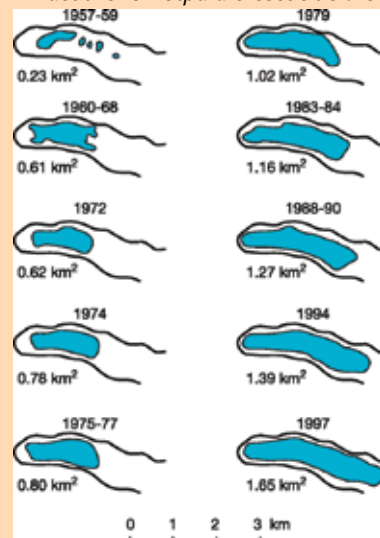 1957-59
0.23 km²
1960-68
0.61 km²
1972
0.62 km²
1974
0.78 km²
1975-77
0.80 km²
1979
1.02 km²
1983-84
1.16 km²
1988-90
1.27 km²
1994
1.39 km²
1997
1.65 km²
0 1 2 3 km